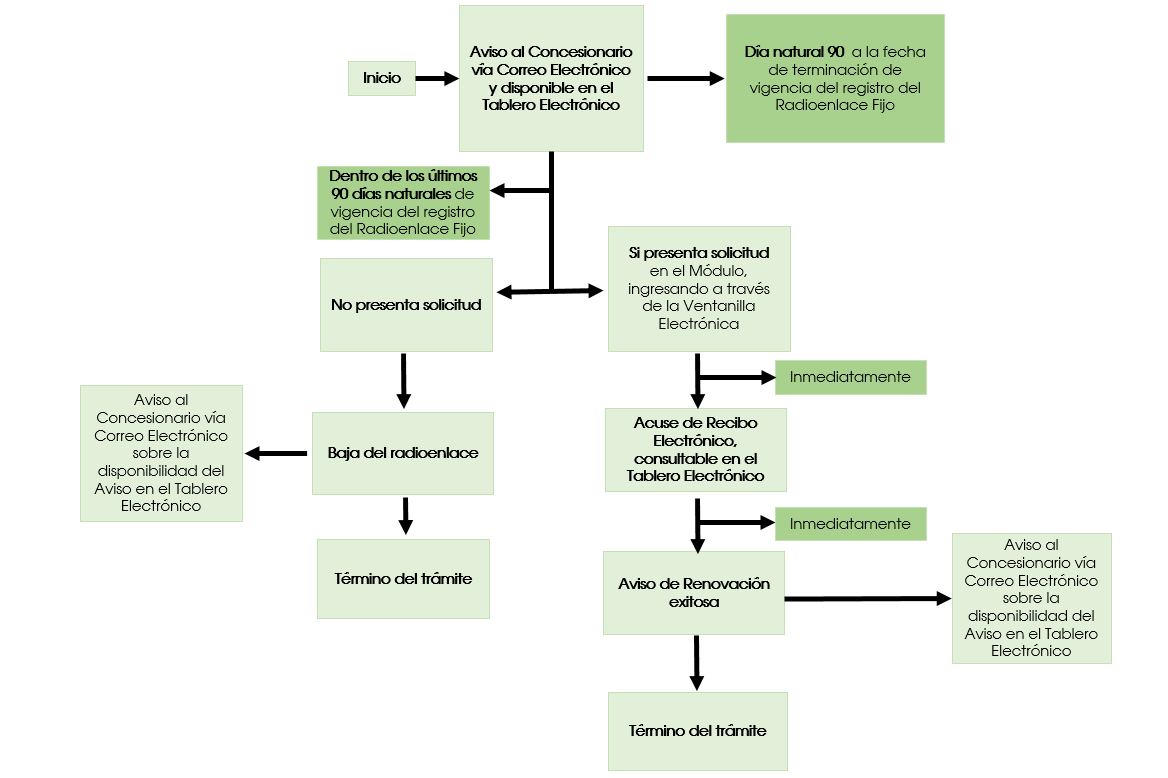 Inicio
Aviso al Concesionario
vía Correo Electrónico
y disponible en el
Tablero Electrónico
Día natural 90 a la fecha
de terminación de
vigencia del registro del
Radioenlace Fijo
Dentro de los últimos
90 días naturales de
vigencia del registro
del Radioenlace Fijo
No presenta solicitud
Si presenta solicitud
en el Módulo,
ingresando a través
de la Ventanilla
Electrónica
Inmediatamente
Aviso al
Concesionario vía
Correo Electrónico
sobre la
disponibilidad del
Aviso en el Tablero
Electrónico
Baja del radioenlace
Acuse de Recibo
Electrónico,
consultable en el
Tablero Electrónico
Inmediatamente
Término del trámite
Aviso de Renovación
exitosa
Aviso al
Concesionario vía
Correo Electrónico
sobre la
disponibilidad del
Aviso en el Tablero
Electrónico
Término del trámite